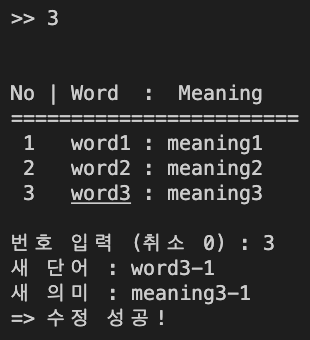 >> 3
No | Word  :  Meaning
========================
1   word1 : meaning1
2   word2 : meaning2
3   word3 : meaning3
번호 입력 (취소 0) : 3
새 단어 : word3-1
새 의미 : meaning3-1
=> 수정 성공!